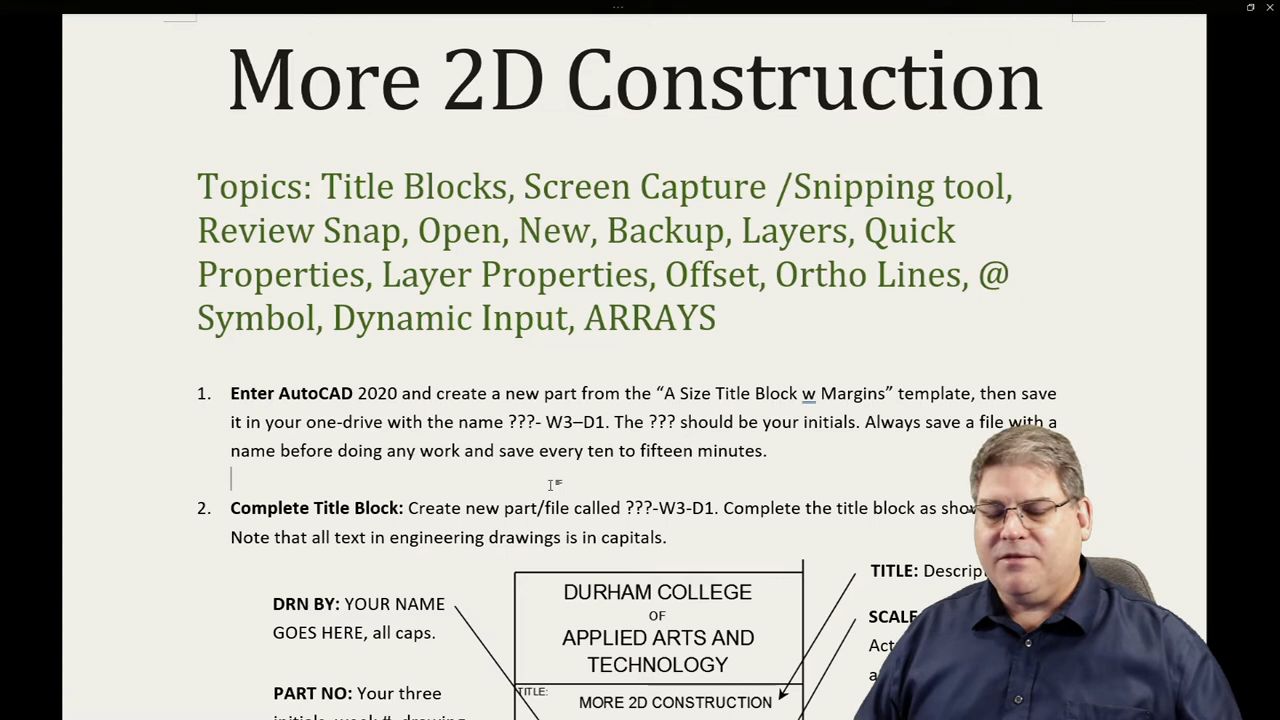 More 2D Construction
Topics: Title Blocks, Screen Capture /Snipping tool,
Review Snap, Open, New, Backup, Layers, Quick
Properties, Layer Properties, Offset, Ortho Lines, @
Symbol, Dynamic Input, ARRAYS
1. Enter AutoCAD 2020 and create a new part from the “A Size Title Block w Margins” template, then save
it in your one-drive with the name ???- W3–D1. The ??? should be your initials. Always save a file with a
name before doing any work and save every ten to fifteen minutes.
2. Complete Title Block: Create new part/file called ???-W3-D1. Complete the title block as
Note that all text in engineering drawings is in capitals.
DRN BY: YOUR NAME
GOES HERE, all caps.
PART NO: Your three
DURHAM COLLEGE
OF
APPLIED ARTS AND
TECHNOLOGY
TITLE:
MORE 2D CONSTRUCTION
TITLE:
SCALE